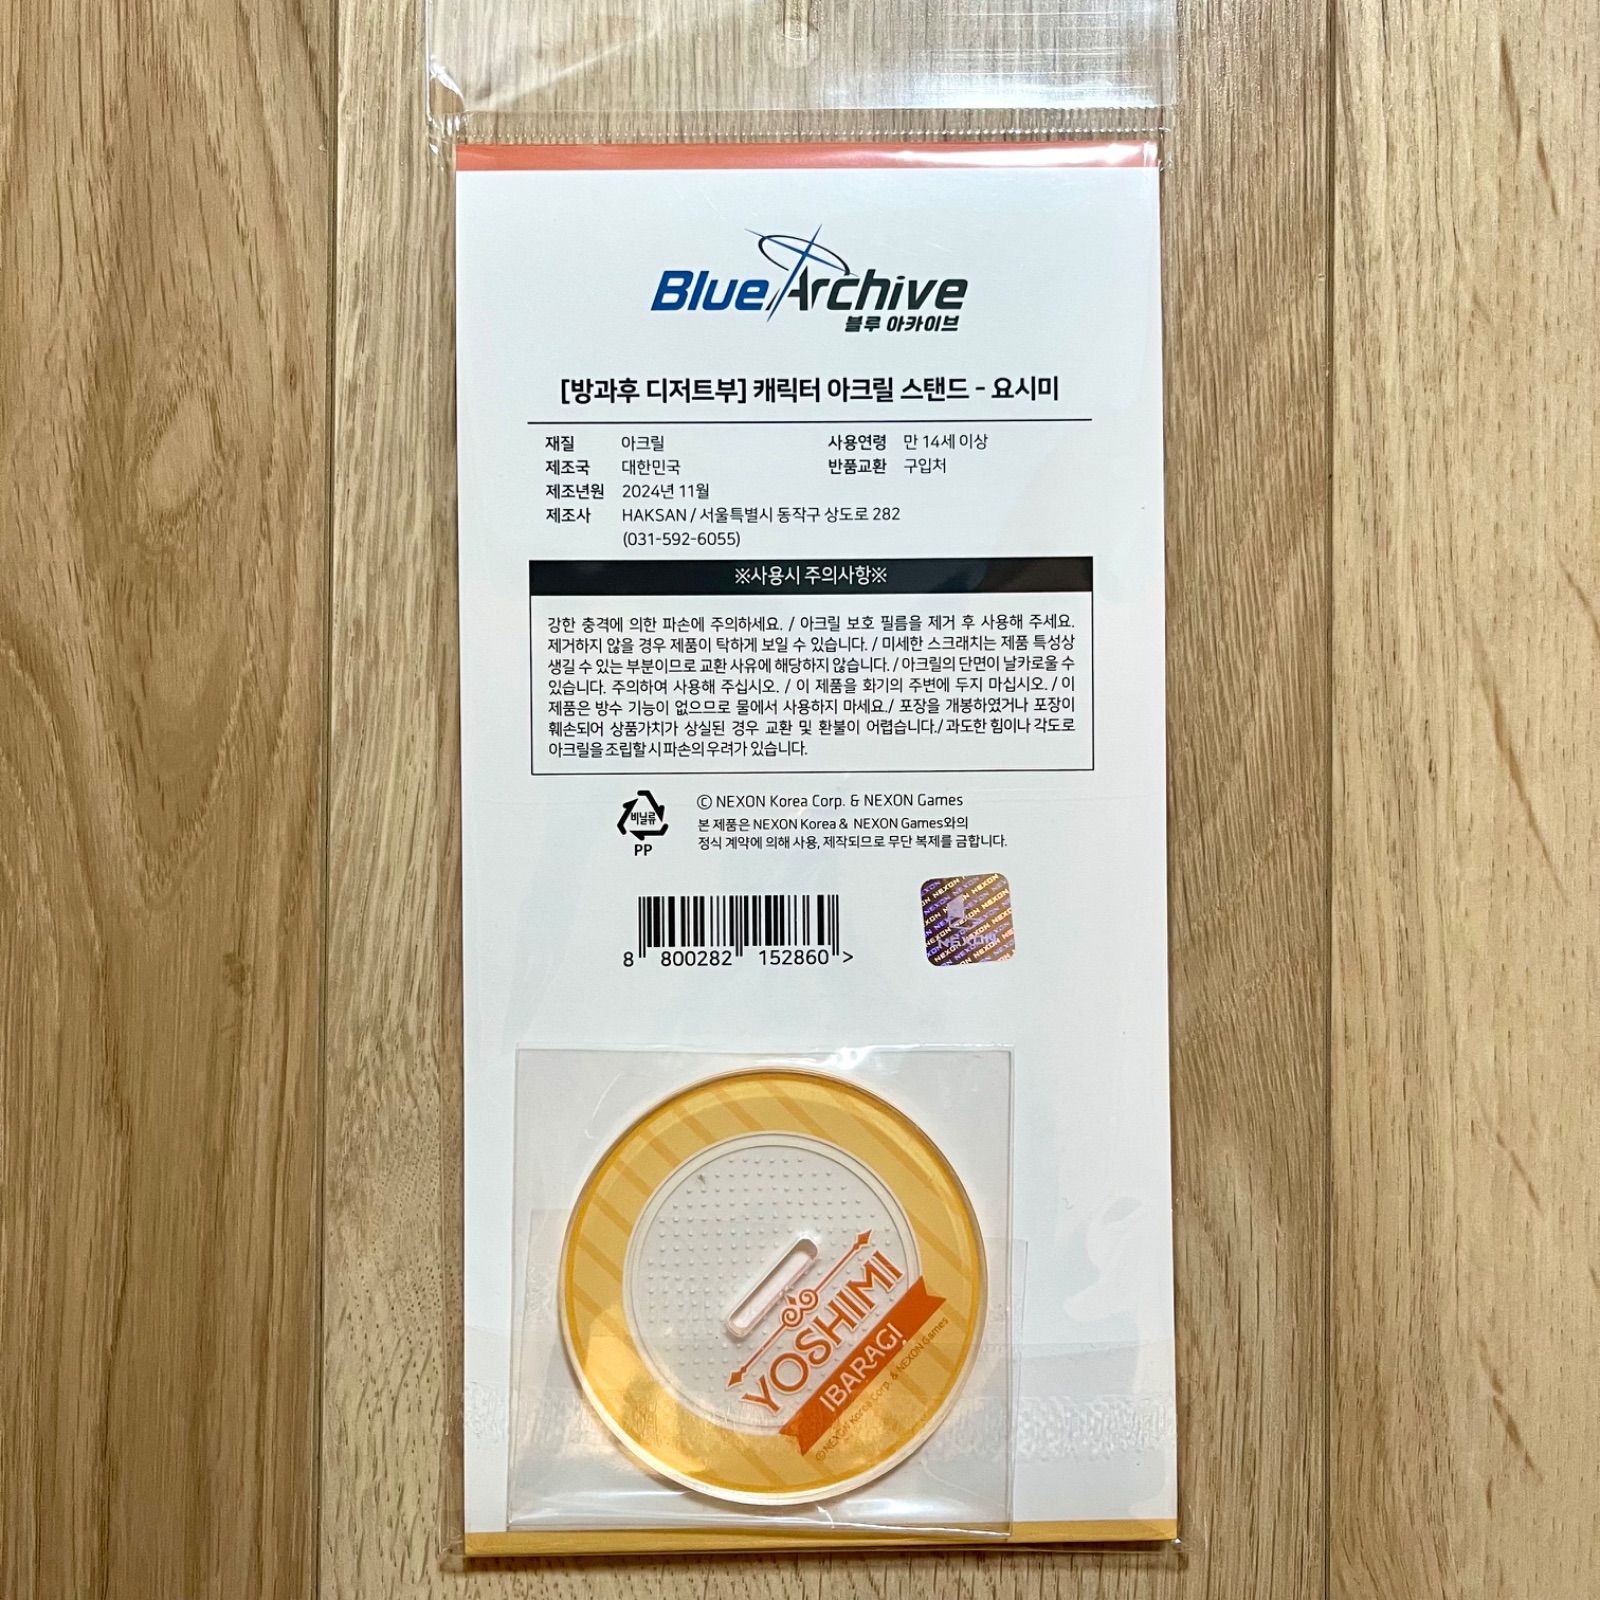 Blue Archive
블루 아카이브
[방과후 디저트부] 캐릭터 아크릴 스탠드 - 요시미
재질 아크릴 사용연령 만 14세 이상
제조국 대한민국 반품교환 구입처
제조년원 2024년 11월
제조사 HAKSAN / 서울특별시 동작구 상도로 282
(031-592-6055)
※사용시 주의사항※
강한 충격에 의한 파손에 주의하세요. / 아크릴 보호 필름을 제거 후 사용해 주세요.
제거하지 않을 경우 제품이 탁하게 보일 수 있습니다. / 미세한 스크래치는 제품 특성상
생길 수 있는 부분이므로 교환 사유에 해당하지 않습니다. / 아크릴의 단면이 날카로울 수
있습니다. 주의하여 사용해 주십시오. / 이 제품을 화기의 주변에 두지 마십시오. / 이
제품은 방수 기능이 없으므로 물에서 사용하지 마세요./ 포장을 개봉하였거나 포장이
훼손되어 상품가치가 상실된 경우 교환 및 환불이 어렵습니다./ 과도한 힘이나 각도로
아크릴을 조립할 시 파손의 우려가 있습니다.
비닐류
PP
Ⓒ NEXON Korea Corp. & NEXON Games
본 제품은 NEXON Korea & NEXON Games와의
정식 계약에 의해 사용, 제작되므로 무단 복제를 금합니다.
8 800282 152860 >
NEXON
YOSHIMI
IBARAGI
Ⓒ NEXON Korea Corp. & NEXON Games